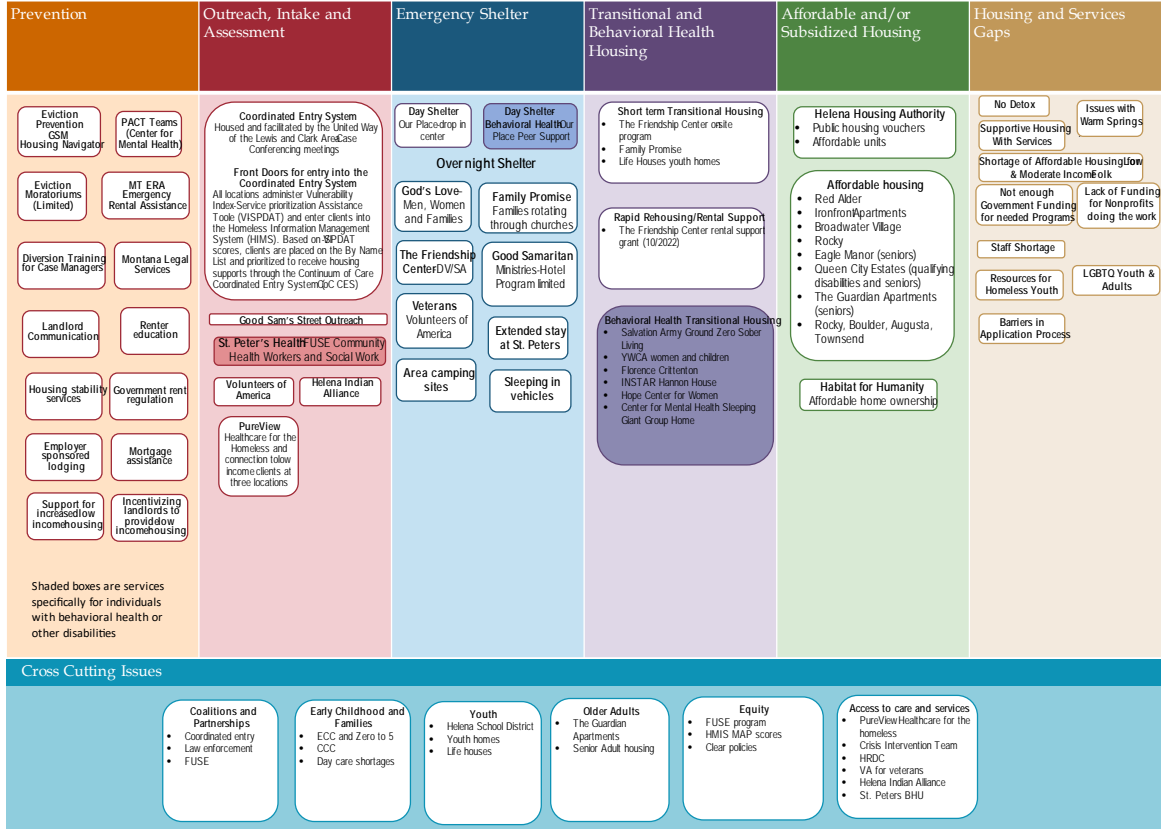 Prevention
Outreach, Intake and
Assessment
Emergency Shelter
Transitional and
Behavioral Health
Housing
Affordable and/or
Subsidized Housing
Housing and Services
Gaps
Eviction
Prevention
GSM
Housing Navigator
PACT Teams
(Center for
Mental Health)
Eviction
Moratoriums
(Limited)
MT ERA
Emergency
Rental Assistance
Diversion Training
for Case Managers
Montana Legal
Services
Landlord
Communication
Renter
education
Housing stability
services
Government rent
regulation
Employer
sponsored
lodging
Mortgage
assistance
Support for
increased low
income housing
Incentivizing
landlords to
provide low
income housing
Shaded boxes are services
specifically for individuals
with behavioral health or
other disabilities
Coordinated Entry System
Housed and facilitated by the United Way
of the Lewis and Clark Area Case
Conferencing meetings
Front Doors for entry into the
Coordinated Entry System
All locations administer Vulnerability
Index-Service prioritization Assistance
Toole (VISPDAT) and enter clients into
the Homeless Information Management
System (HIMS). Based on VI-SPDAT
scores, clients are placed on the By Name
List and prioritized to receive housing
supports through the Continuum of Care
Coordinated Entry System (CoC CES)
Good Sam's Street Outreach
St. Peter's Health FUSE Community
Health Workers and Social Work
Volunteers of
America
Helena Indian
Alliance
PureView
Healthcare for the
Homeless and
connection to low
income clients at
three locations
Day Shelter
Our Place-drop in
center
Day Shelter
Behavioral Health Our
Place Peer Support
Overnight Shelter
God's Love-
Men, Women
and Families
Family Promise
Families rotating
through churches
The Friendship
Center DV/SA
Good Samaritan
Ministries-Hotel
Program limited
Veterans
Volunteers of
America
Extended stay
at St. Peters
Area camping
sites
Sleeping in
vehicles
Short term Transitional Housing
• The Friendship Center onsite
program
• Family Promise
• Life Houses youth homes
Rapid Rehousing/Rental Support
• The Friendship Center rental support
grant (10/2022)
Behavioral Health Transitional Housing
• Salvation Army Ground Zero Sober
Living
• YWCA women and children
• Florence Crittenton
• INSTAR Hannon House
• Hope Center for Women
• Center for Mental Health Sleeping
Giant Group Home
Helena Housing Authority
• Public housing vouchers
• Affordable units
Affordable housing
• Red Alder
• Ironfront Apartments
• Broadwater Village
• Rocky
• Eagle Manor (seniors)
• Queen City Estates (qualifying
disabilities and seniors)
• The Guardian Apartments
(seniors)
• Rocky, Boulder, Augusta,
Townsend
Habitat for Humanity
Affordable home ownership
No Detox
Issues with
Warm Springs
Supportive Housing
With Services
Shortage of Affordable Housing for Low
& Moderate Income Folk
Not enough
Government Funding
for needed Programs
Lack of Funding
for Nonprofits
doing the work
Staff Shortage
Resources for
Homeless Youth
LGBTQ Youth &
Adults
Barriers in
Application Process
Cross Cutting Issues
Coalitions and
Partnerships
• Coordinated entry
• Law enforcement
• FUSE
Early Childhood and
Families
• ECC and Zero to 5
• CCC
• Day care shortages
Youth
• Helena School District
• Youth homes
• Life houses
Older Adults
• The Guardian
Apartments
• Senior Adult housing
Equity
• FUSE program
• HMIS MAP scores
• Clear policies
Access to care and services
• PureView Healthcare for the
homeless
• Crisis Intervention Team
• HRDC
• VA for veterans
• Helena Indian Alliance
• St. Peters BHU